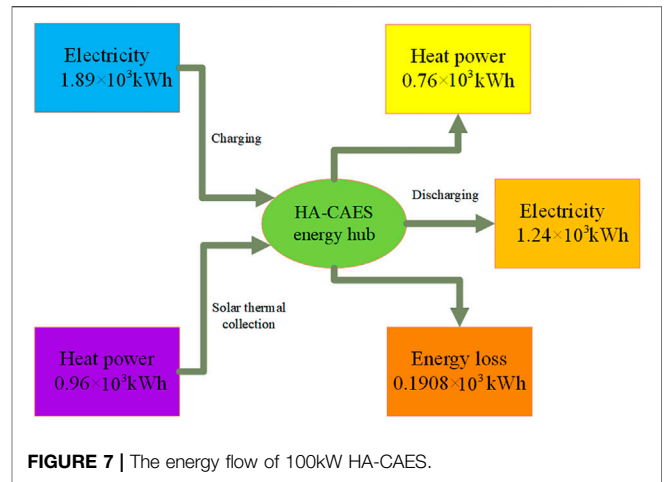 Electricity
1.89×10³kWh
Heat power
0.76×10³kWh
Charging
HA-CAES
energy hub
Discharging
Electricity
1.24×10³kWh
Solar thermal
collection
Heat power
0.96×10³kWh
Energy loss
0.1908×10³kWh
FIGURE 7 | The energy flow of 100kW HA-CAES.